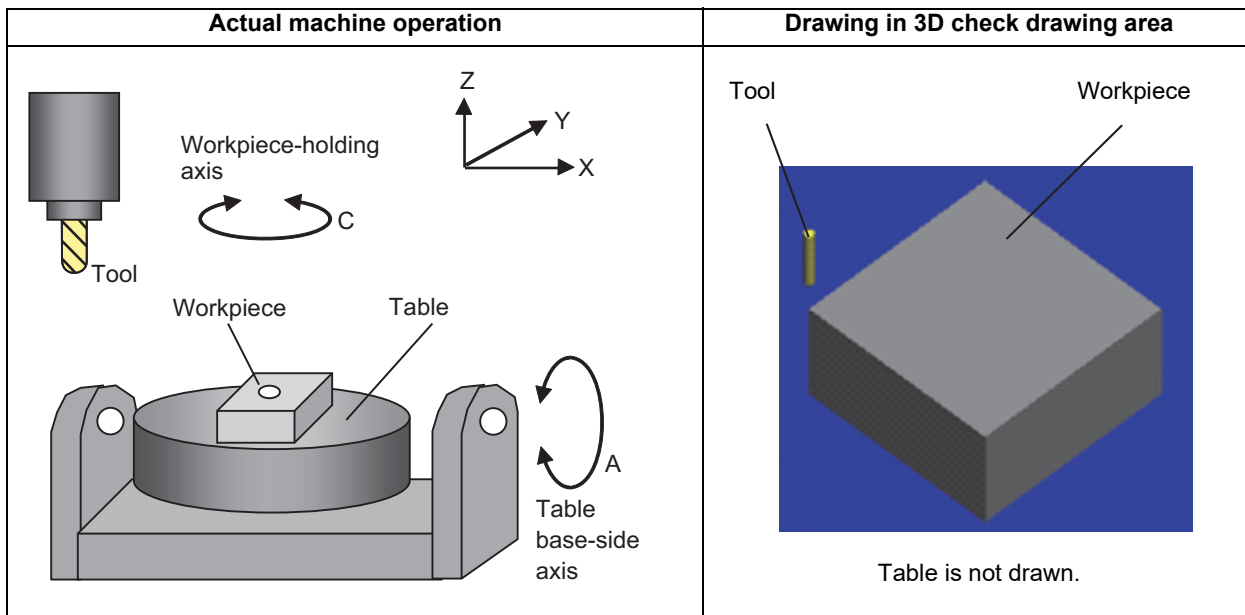 Actual machine operation
Drawing in 3D check drawing area
Z
Y
X
Workpiece-holding
axis
C
Tool
Workpiece
Table
A
Table
base-side
axis
Tool
Workpiece
Table is not drawn.